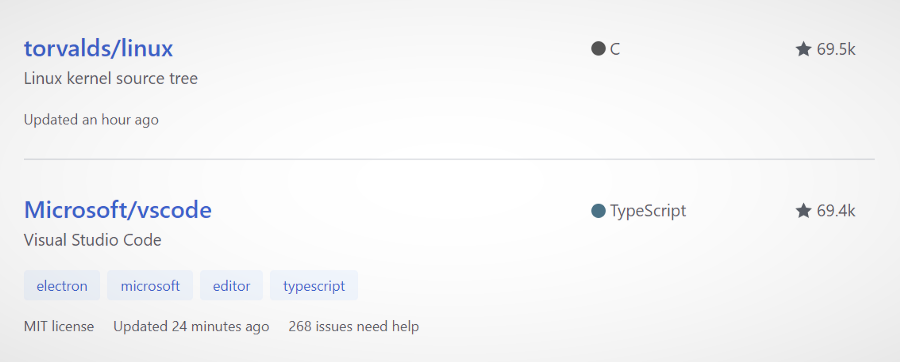 torvalds/linux C 69.5k
Linux kernel source tree
Updated an hour ago
Microsoft/vscode TypeScript 69.4k
Visual Studio Code
electron microsoft editor typescript
MIT license Updated 24 minutes ago 268 issues need help